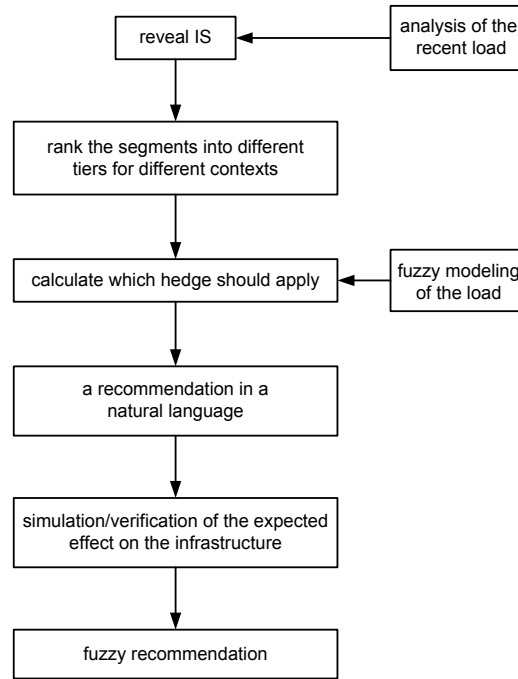 reveal IS
analysis of the
recent load
rank the segments into different
tiers for different contexts
calculate which hedge should apply
fuzzy modeling
of the load
a recommendation in a
natural language
simulation/verification of the expected
effect on the infrastructure
fuzzy recommendation